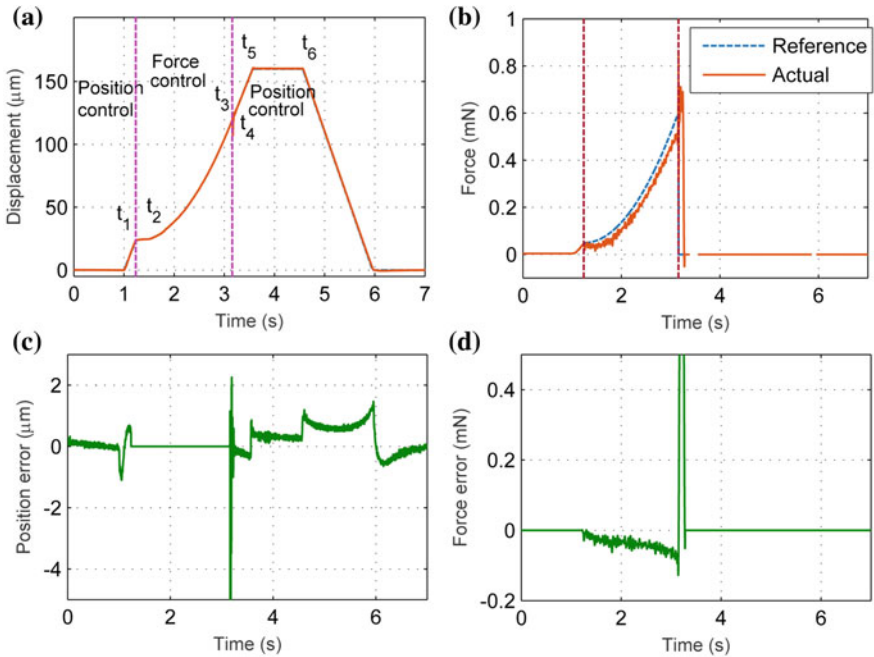 (a)
150
100
50
0
0 1 2 3 4 5 6 7
Displacement (μm)
Time (s)
Position
control
Force
control
Position
control
t1
t2
t3
t4
t5
t6
(b)
1
0.8
0.6
0.4
0.2
0
0 2 4 6
Force (mN)
Time (s)
Reference
Actual
(c)
2
0
-2
-4
0 2 4 6
Position error (μm)
Time (s)
(d)
0.4
0.2
0
-0.2
0 2 4 6
Force error (mN)
Time (s)